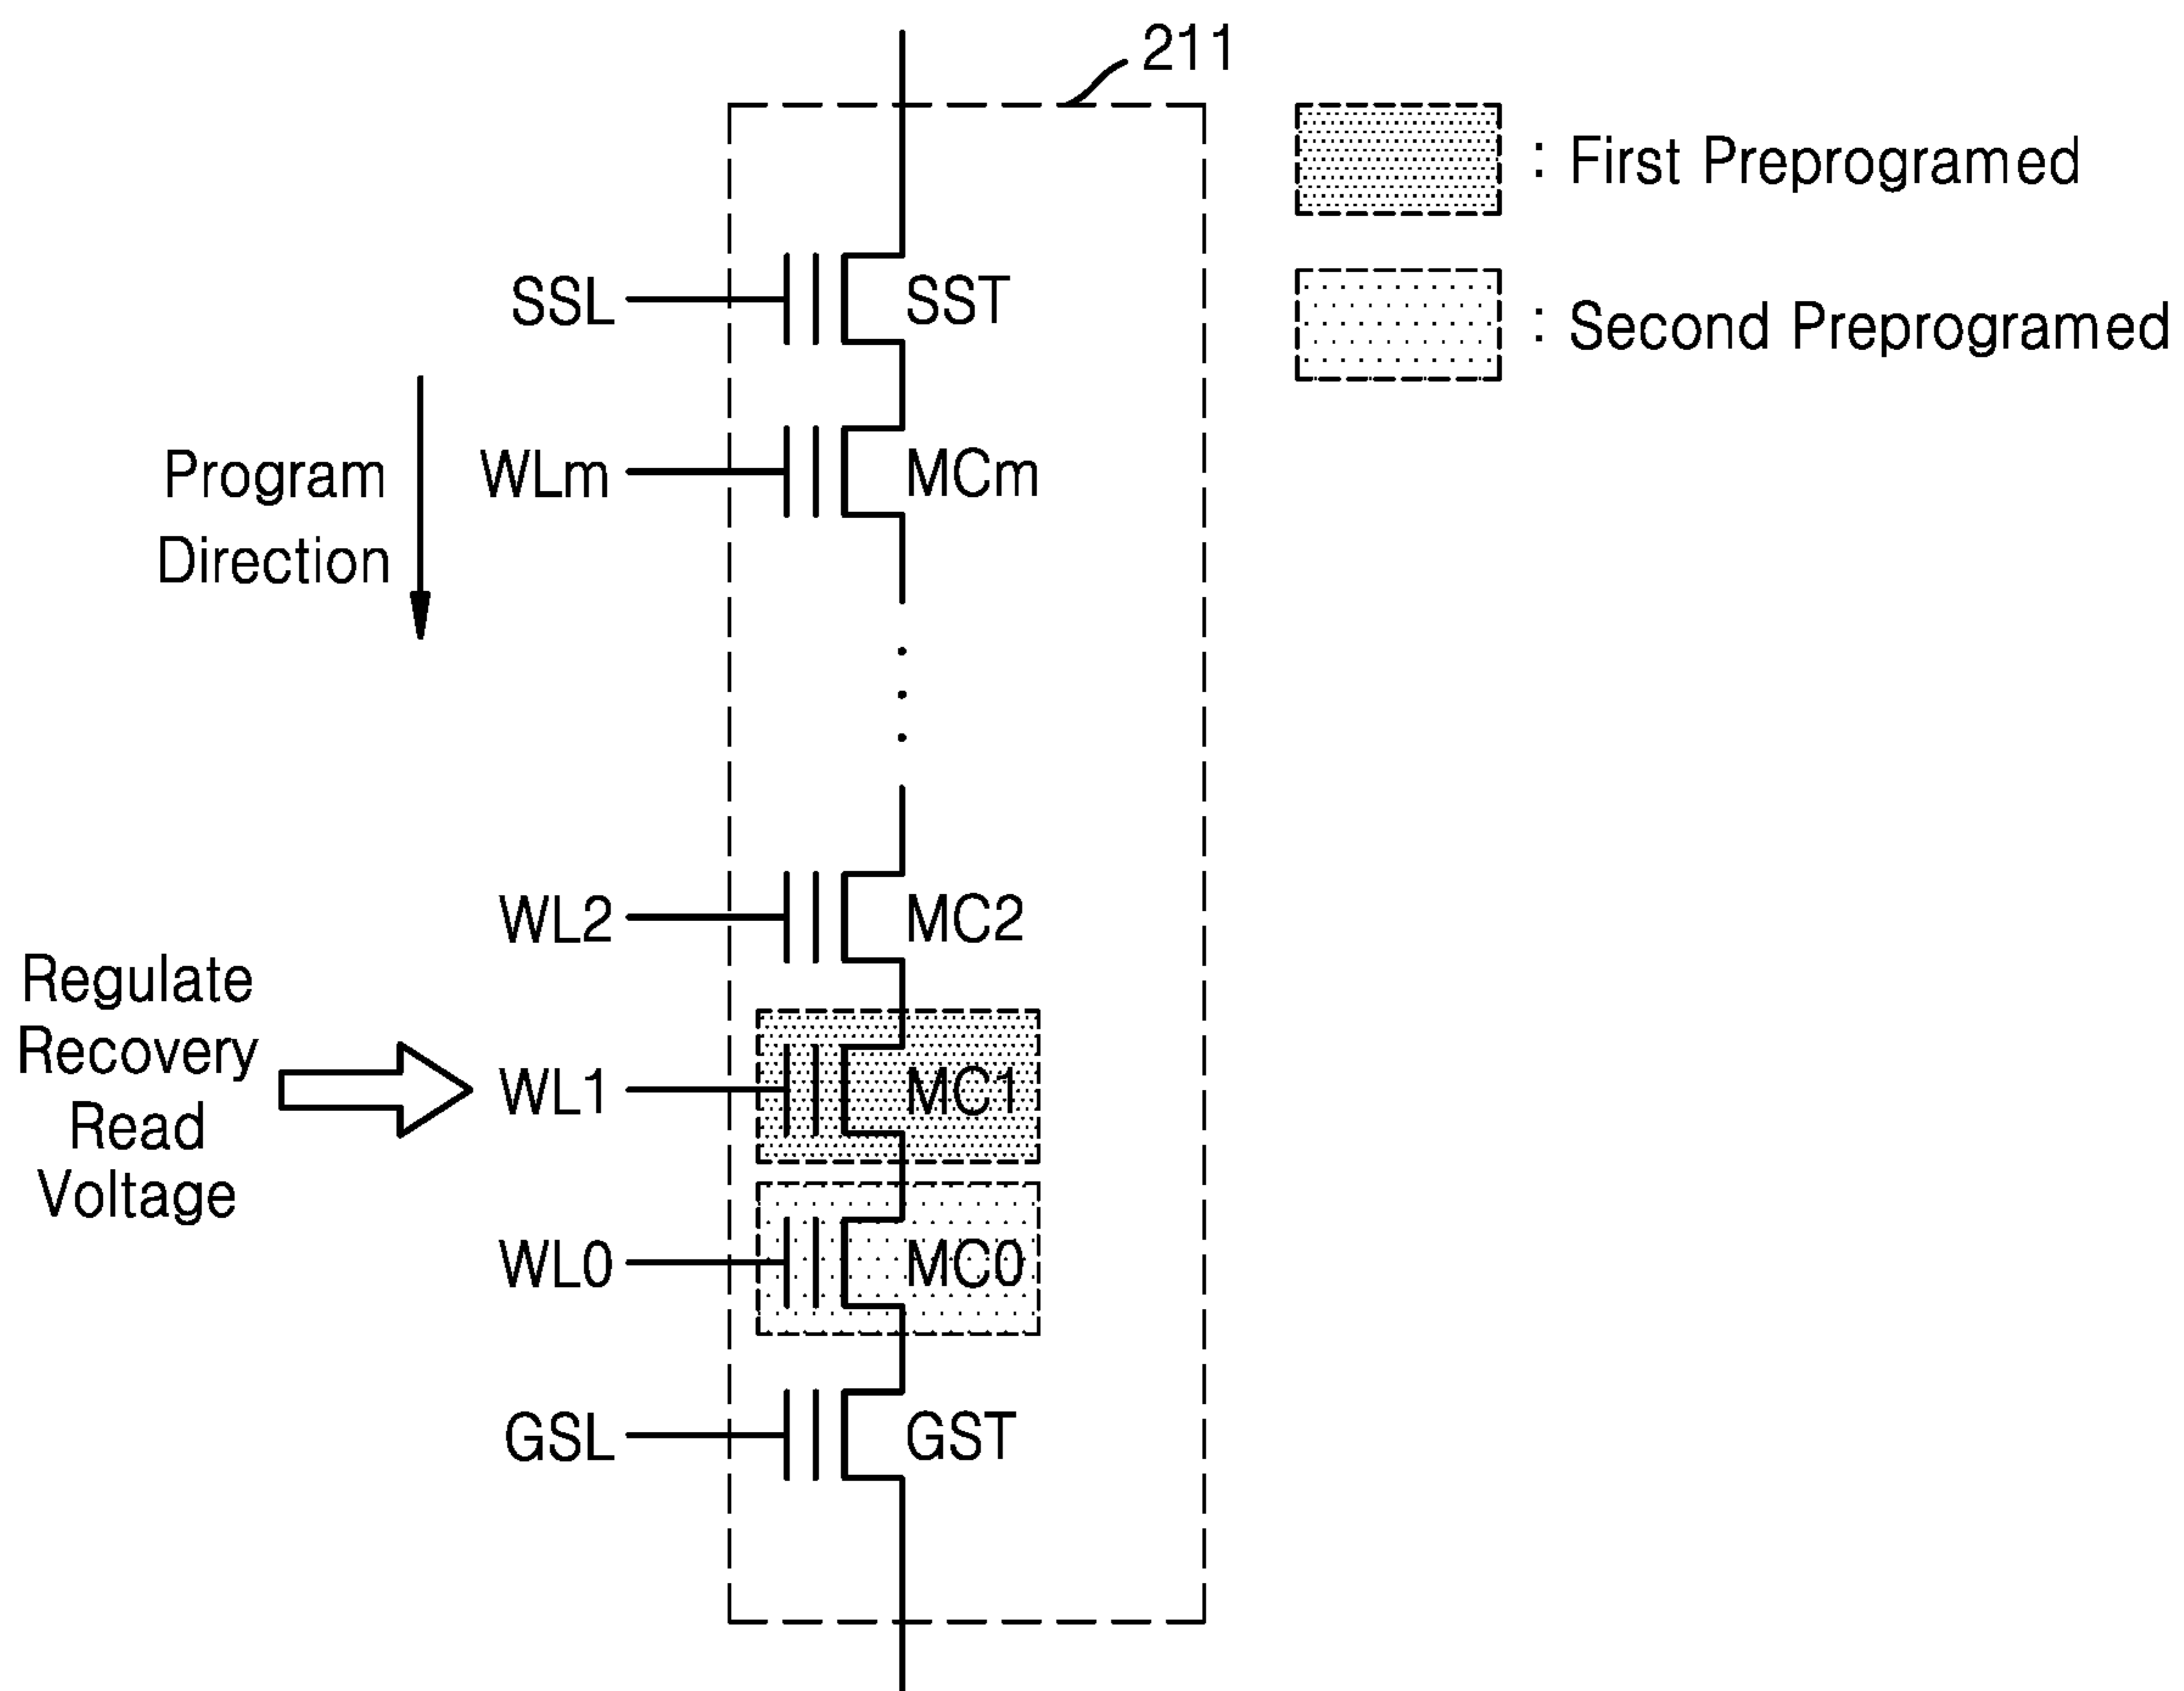 211
: First Preprogramed
: Second Preprogramed
SSL
SST
Program
Direction
WLm
MCm
WL2
MC2
Regulate
Recovery
Read
Voltage
WL1
MC1
WL0
MC0
GSL
GST